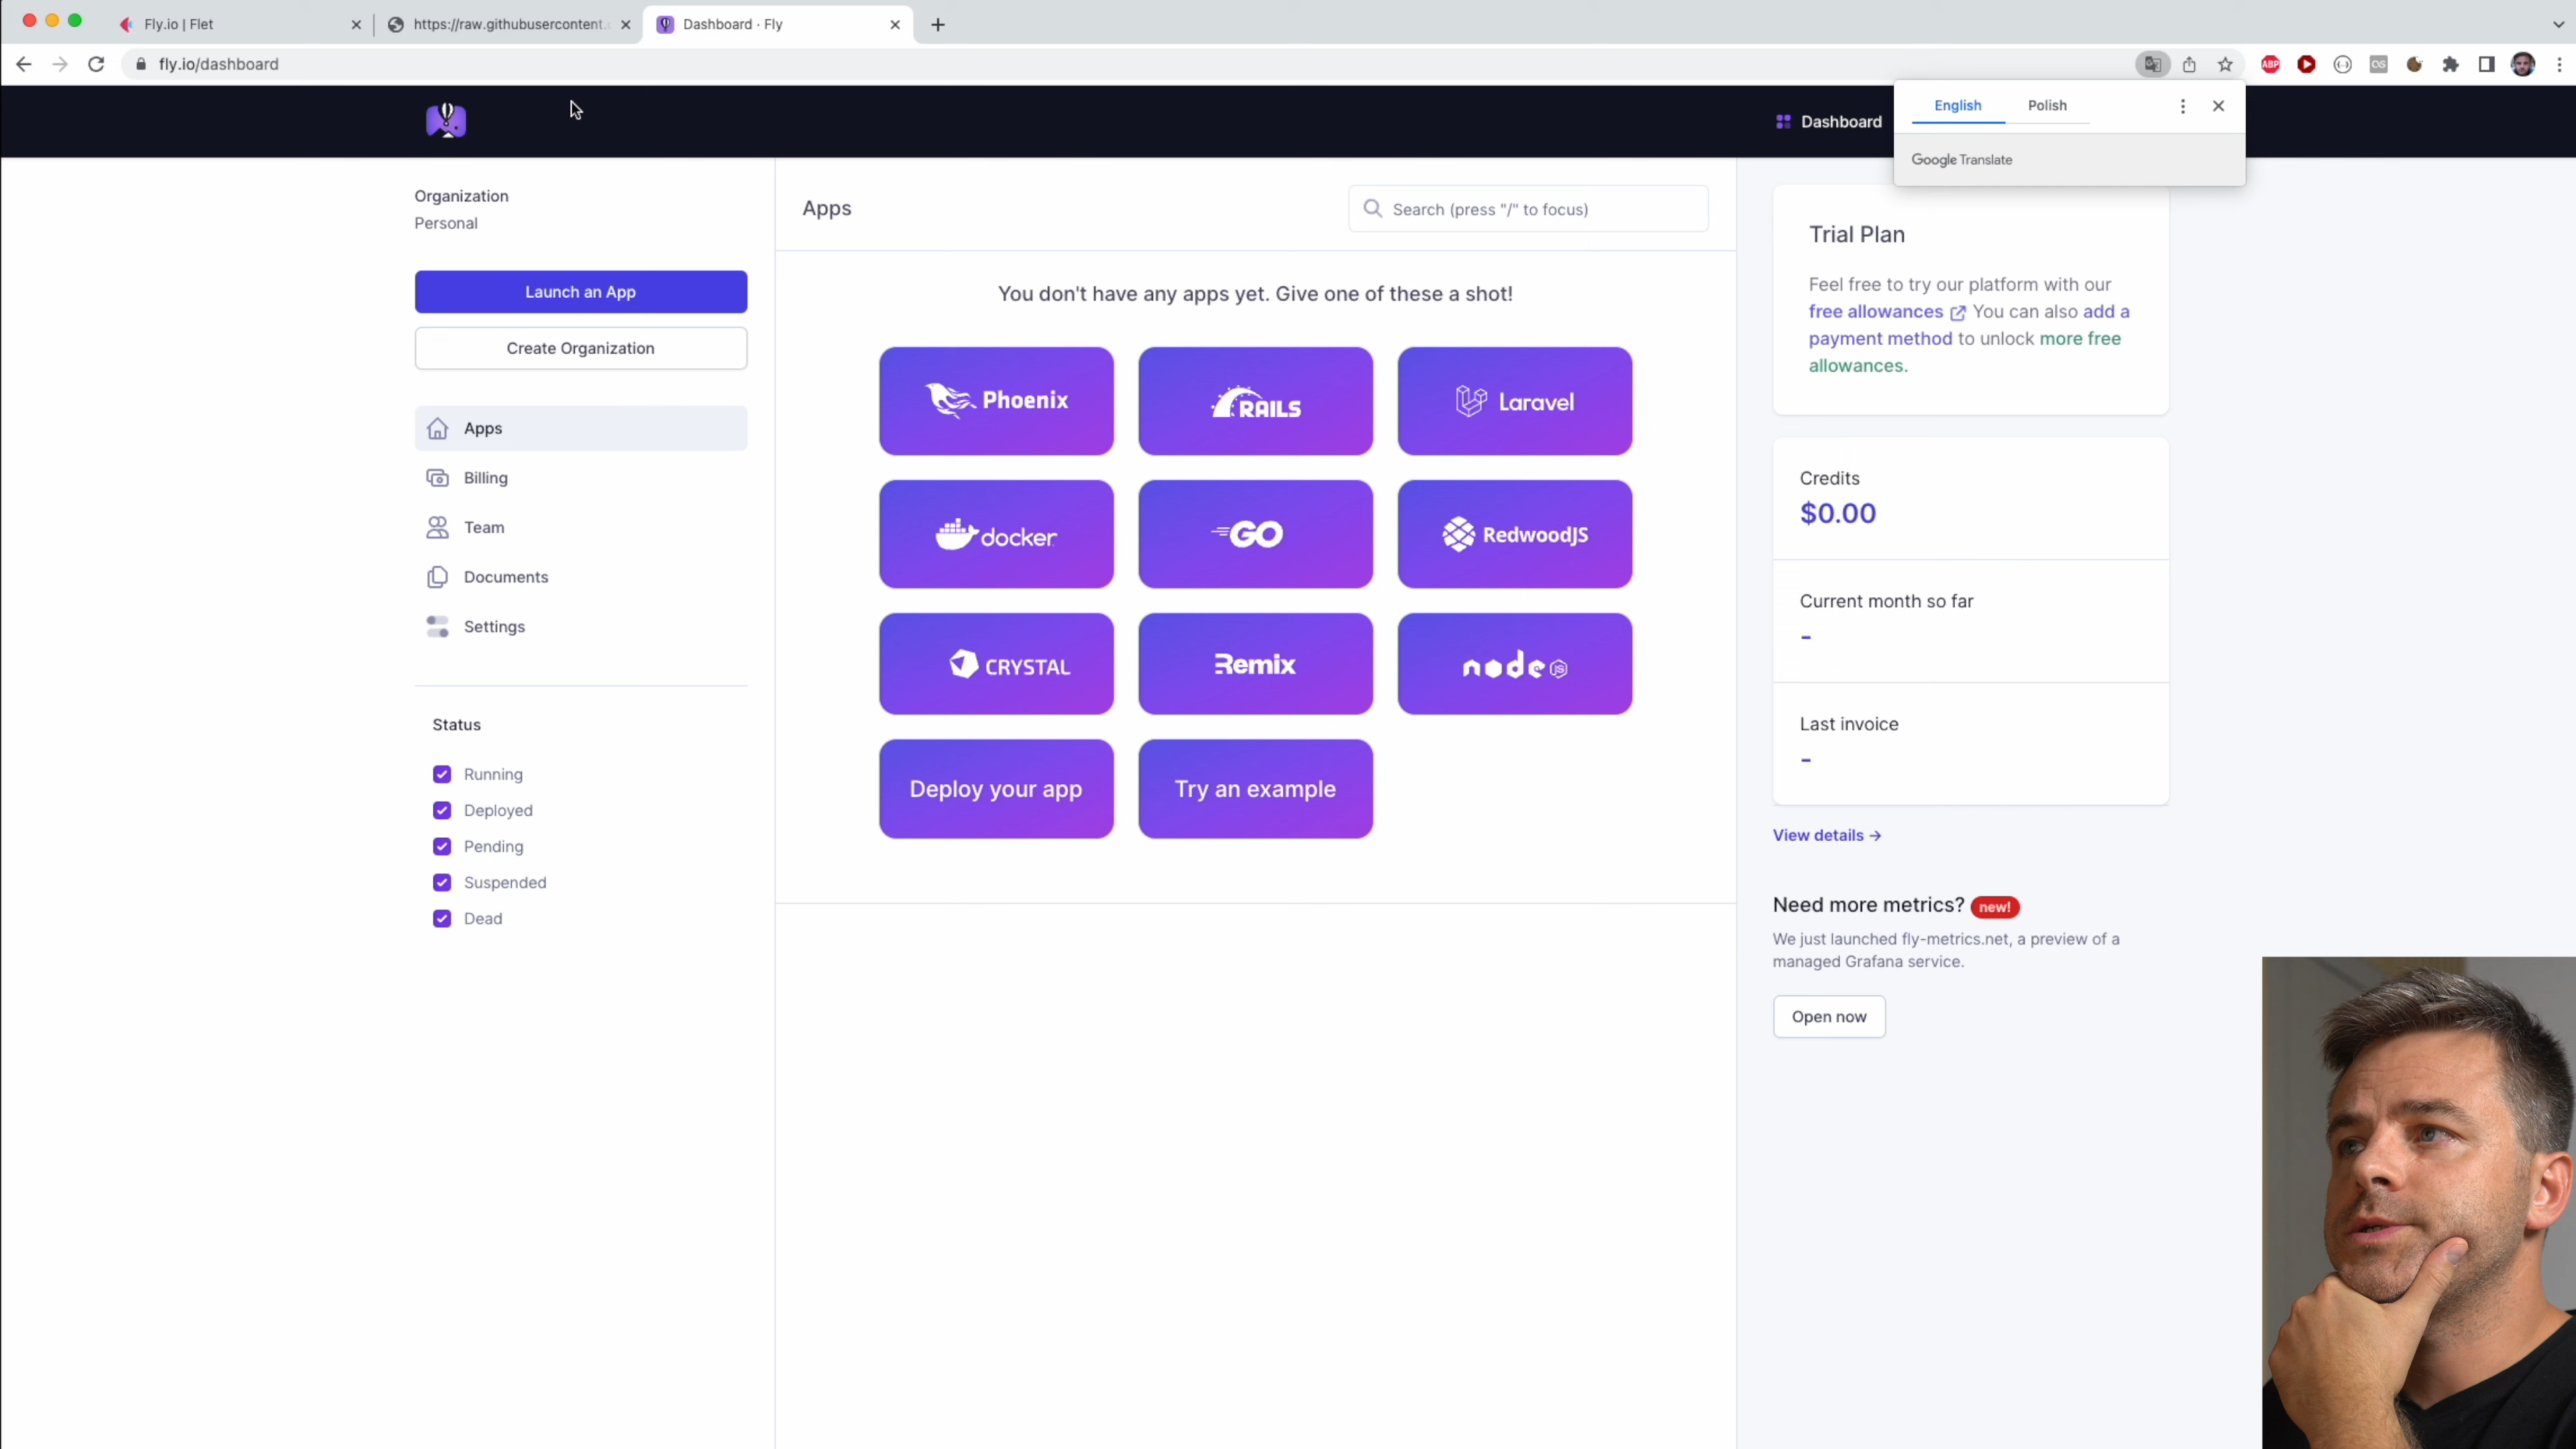 Fly.io | Flet
https://raw.githubusercontent.
Dashboard · Fly
fly.io/dashboard
ABP
English
Polish
Google Translate
Dashboard
Organization
Personal
Launch an App
Create Organization
Apps
Billing
Team
Documents
Settings
Status
Running
Deployed
Pending
Suspended
Dead
Apps
Search (press "/" to focus)
You don't have any apps yet. Give one of these a shot!
Phoenix
RAILS
Laravel
docker
GO
RedwoodJS
CRYSTAL
Remix
node JS
Deploy your app
Try an example
Trial Plan
Feel free to try our platform with our
free allowances You can also add a
payment method to unlock more free
allowances.
Credits
$0.00
Current month so far
-
Last invoice
-
View details →
Need more metrics? new!
We just launched fly-metrics.net, a preview of a
managed Grafana service.
Open now